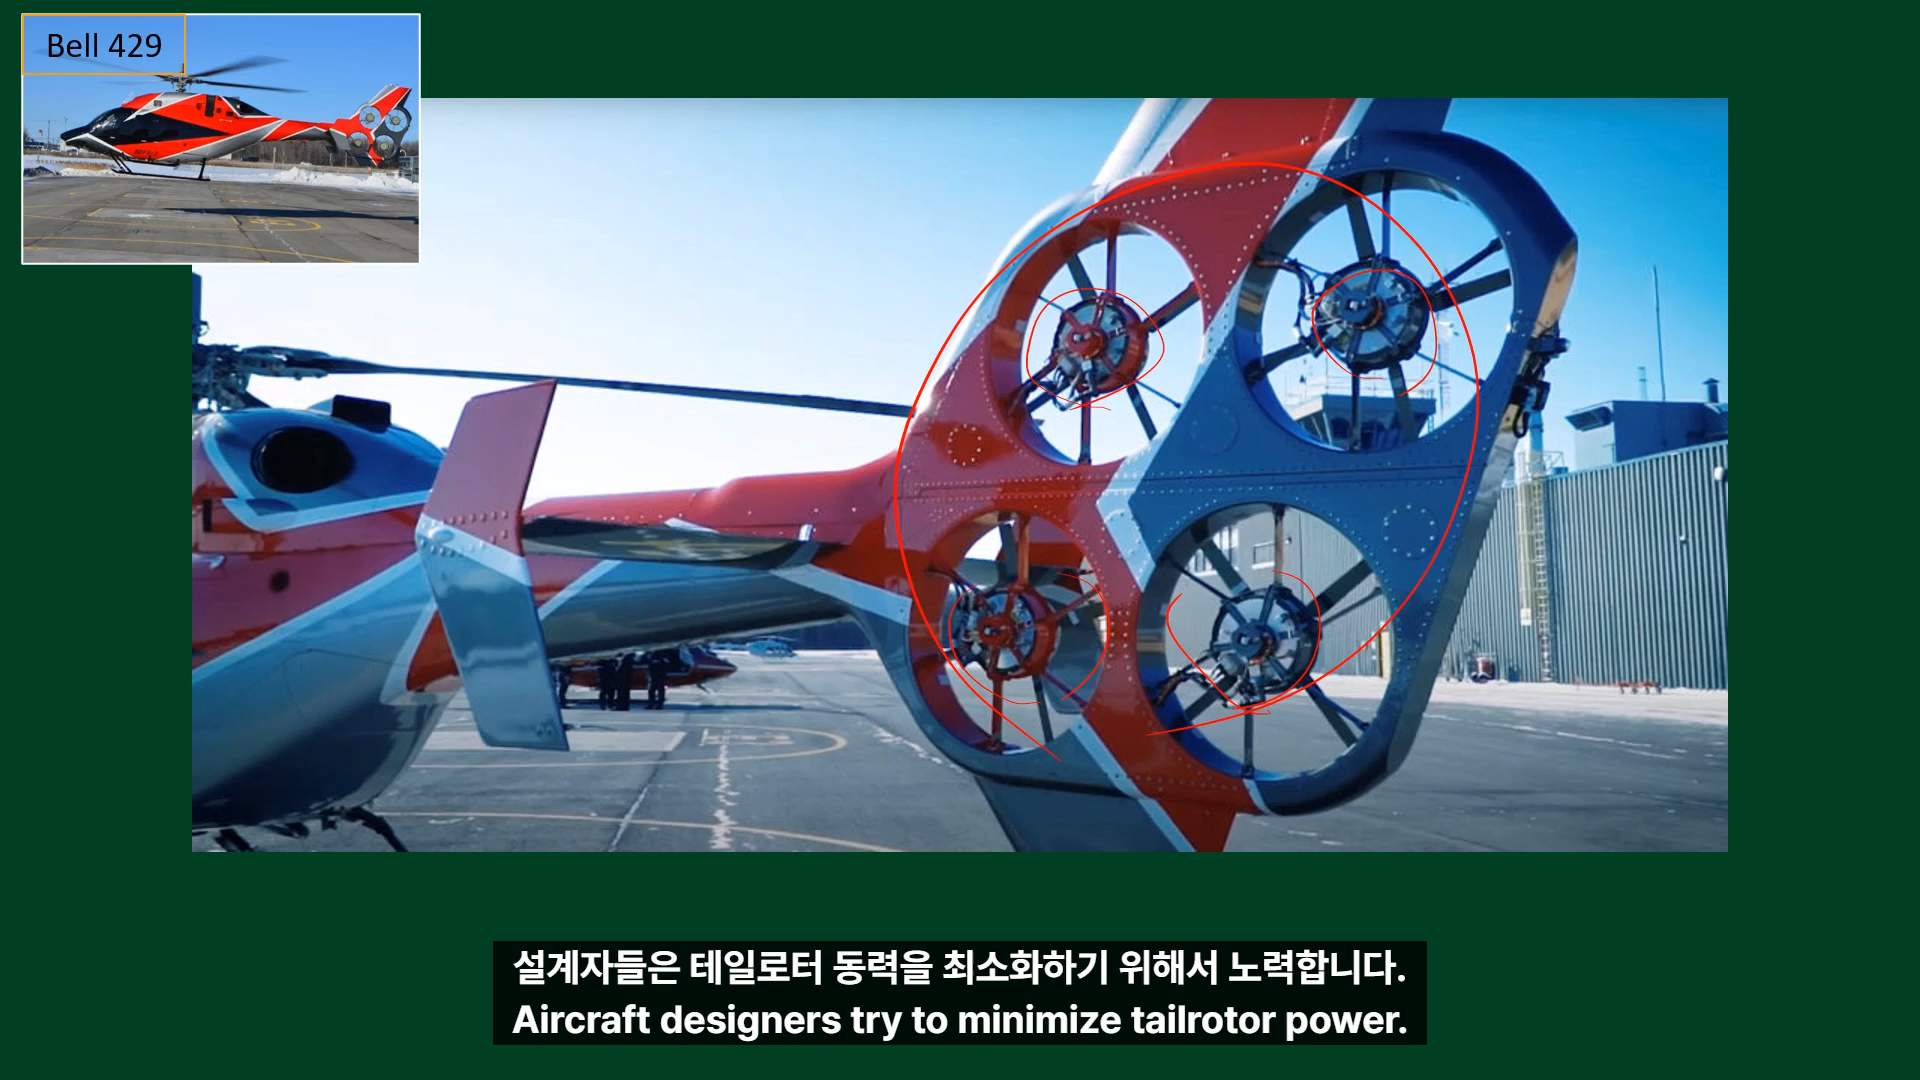 Bell 429
설계자들은 테일로터 동력을 최소화하기 위해서 노력합니다.
Aircraft designers try to minimize tailrotor power.